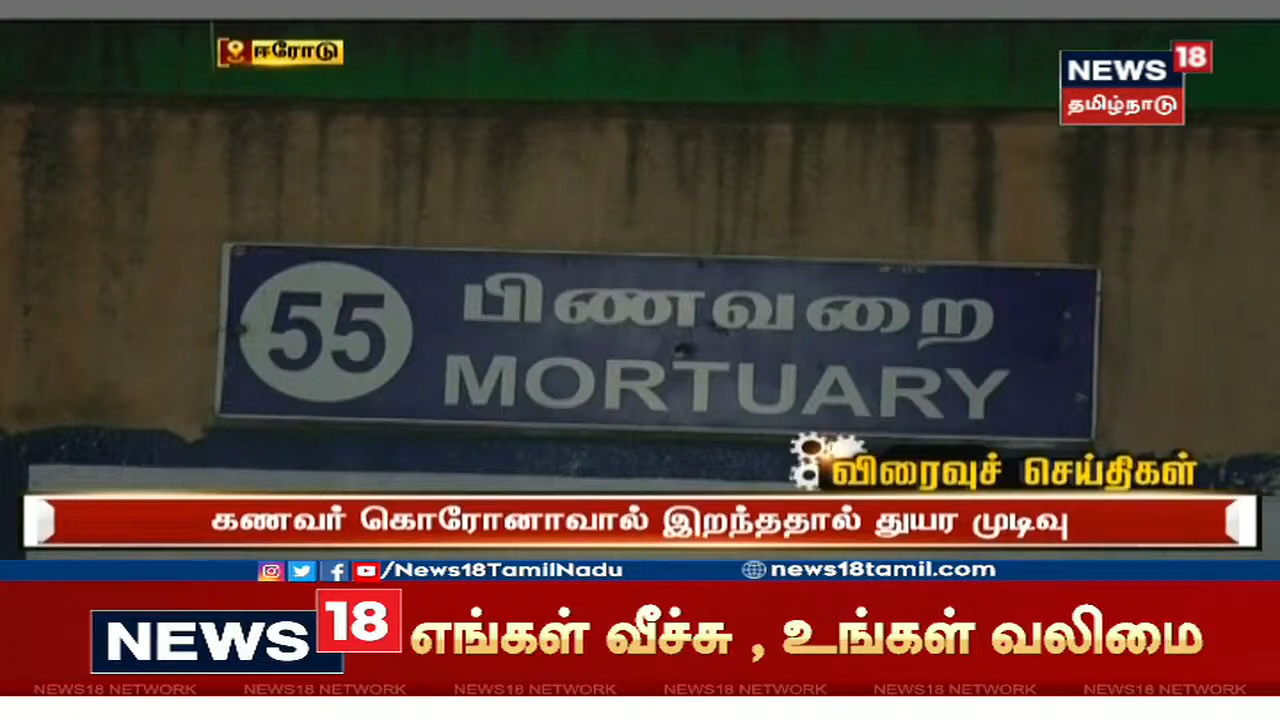 ஈரோடு
NEWS 18
தமிழ்நாடு
55
பிணவறை
MORTUARY
விரைவுச் செய்திகள்
கணவர் கொரோனாவால் இறந்ததால் துயர முடிவு
/News18TamilNadu news18tamil.com
NEWS 18 எங்கள் வீச்சு , உங்கள் வலிமை
NEWS18 NETWORK NEWS18 NETWORK NEWS18 NETWORK NEWS18 NETWORK NEWS18 NETWORK NEWS18 NETWORK